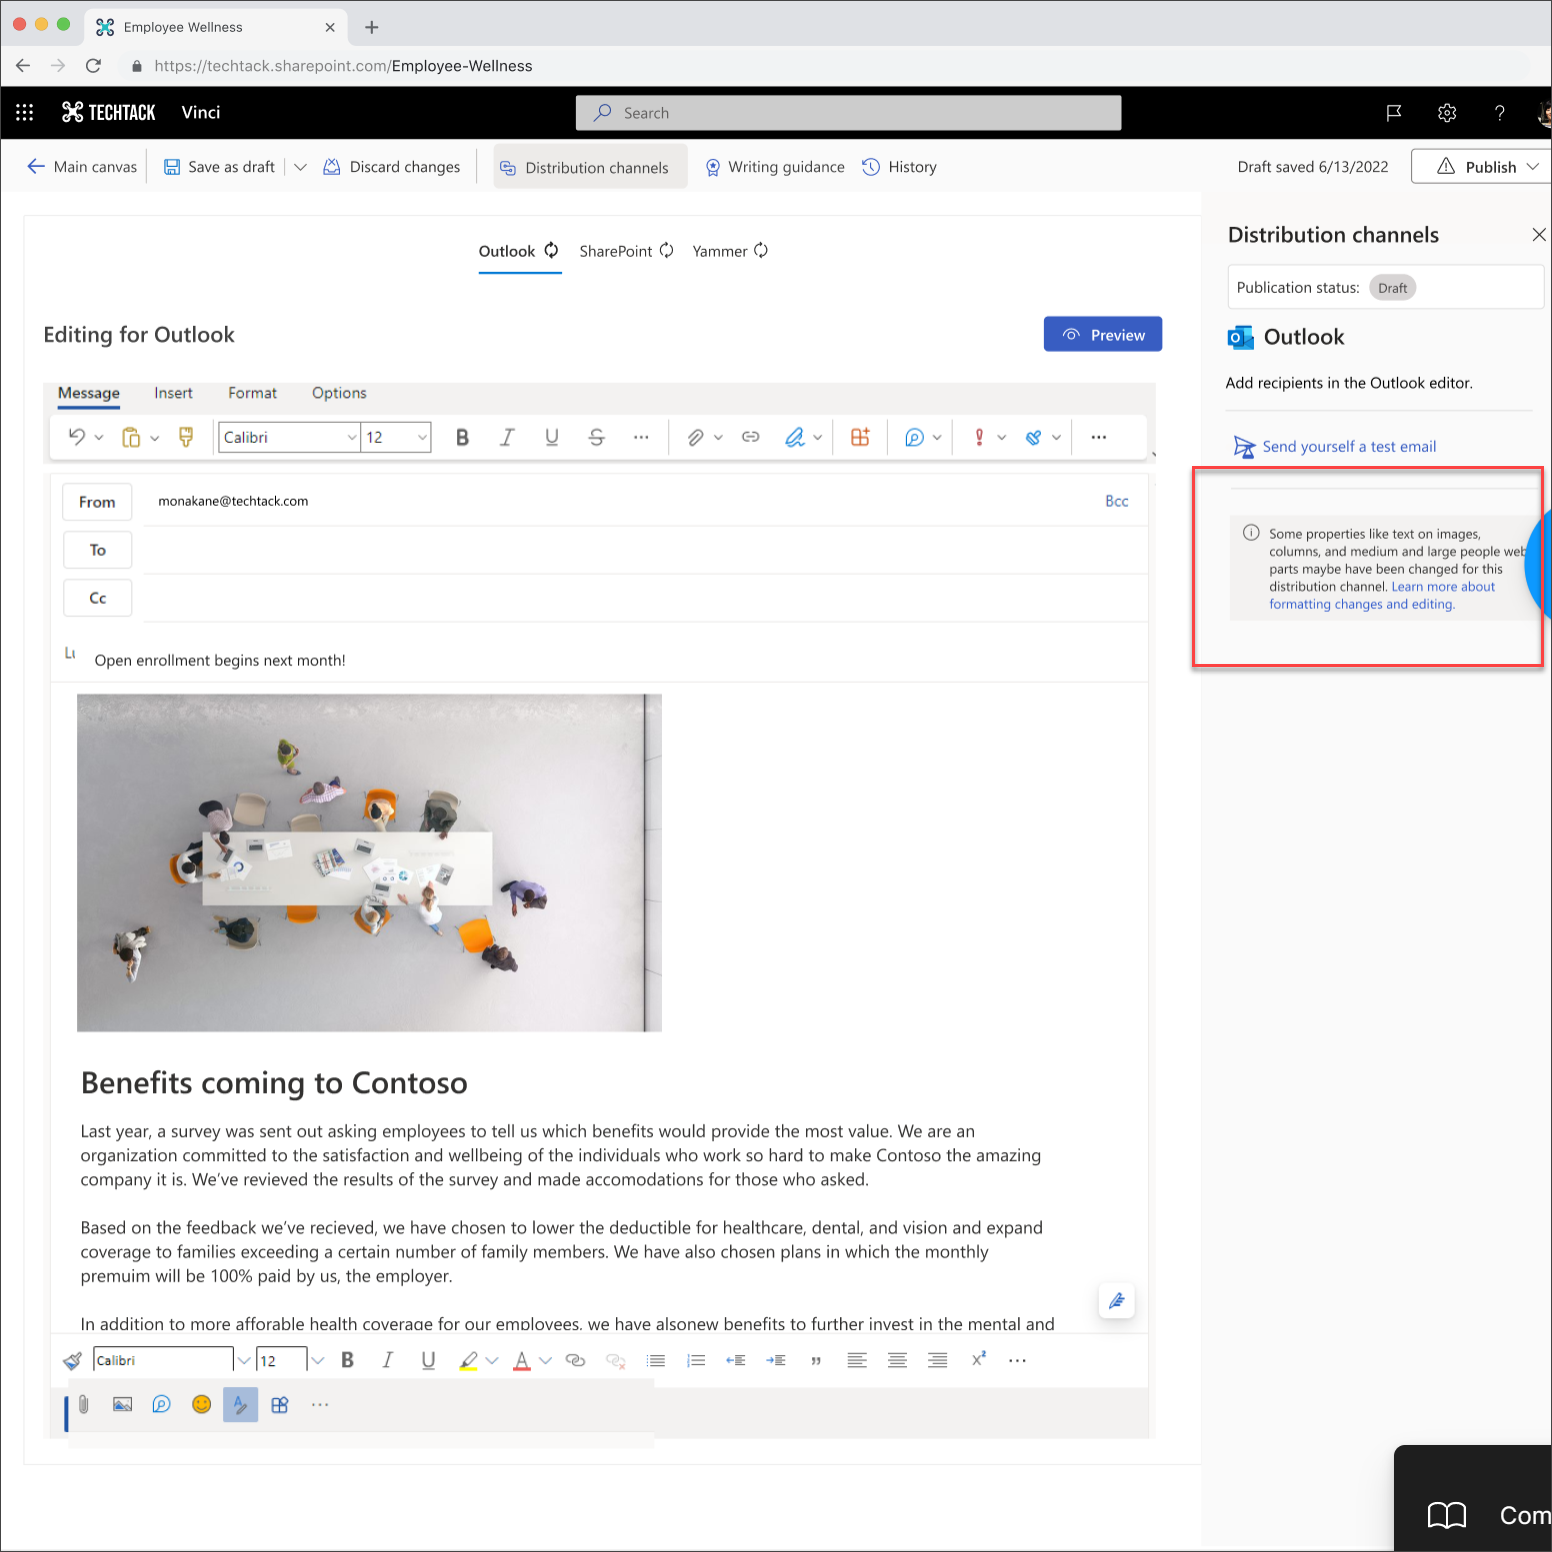 Employee Wellness
https://techtack.sharepoint.com/Employee-Wellness
TECHTACK Vinci Search
Main canvas Save as draft Discard changes Distribution channels Writing guidance History Draft saved 6/13/2022 Publish
Outlook SharePoint Yammer
Editing for Outlook
Preview
Message Insert Format Options
Calibri 12 B I U S
From monakane@techtack.com Bcc
To
Cc
Open enrollment begins next month!
Benefits coming to Contoso
Last year, a survey was sent out asking employees to tell us which benefits would provide the most value. We are an
organization committed to the satisfaction and wellbeing of the individuals who work so hard to make Contoso the amazing
company it is. We’ve revieved the results of the survey and made accomodations for those who asked.
Based on the feedback we’ve recieved, we have chosen to lower the deductible for healthcare, dental, and vision and expand
coverage to families exceeding a certain number of family members. We have also chosen plans in which the monthly
premuim will be 100% paid by us, the employer.
In addition to more afforable health coverage for our employees, we have alsonew benefits to further invest in the mental and
Calibri 12 B I U A
Distribution channels
Publication status: Draft
Outlook
Add recipients in the Outlook editor.
Send yourself a test email
Some properties like text on images,
columns, and medium and large people web
parts maybe have been changed for this
distribution channel. Learn more about
formatting changes and editing.
Com